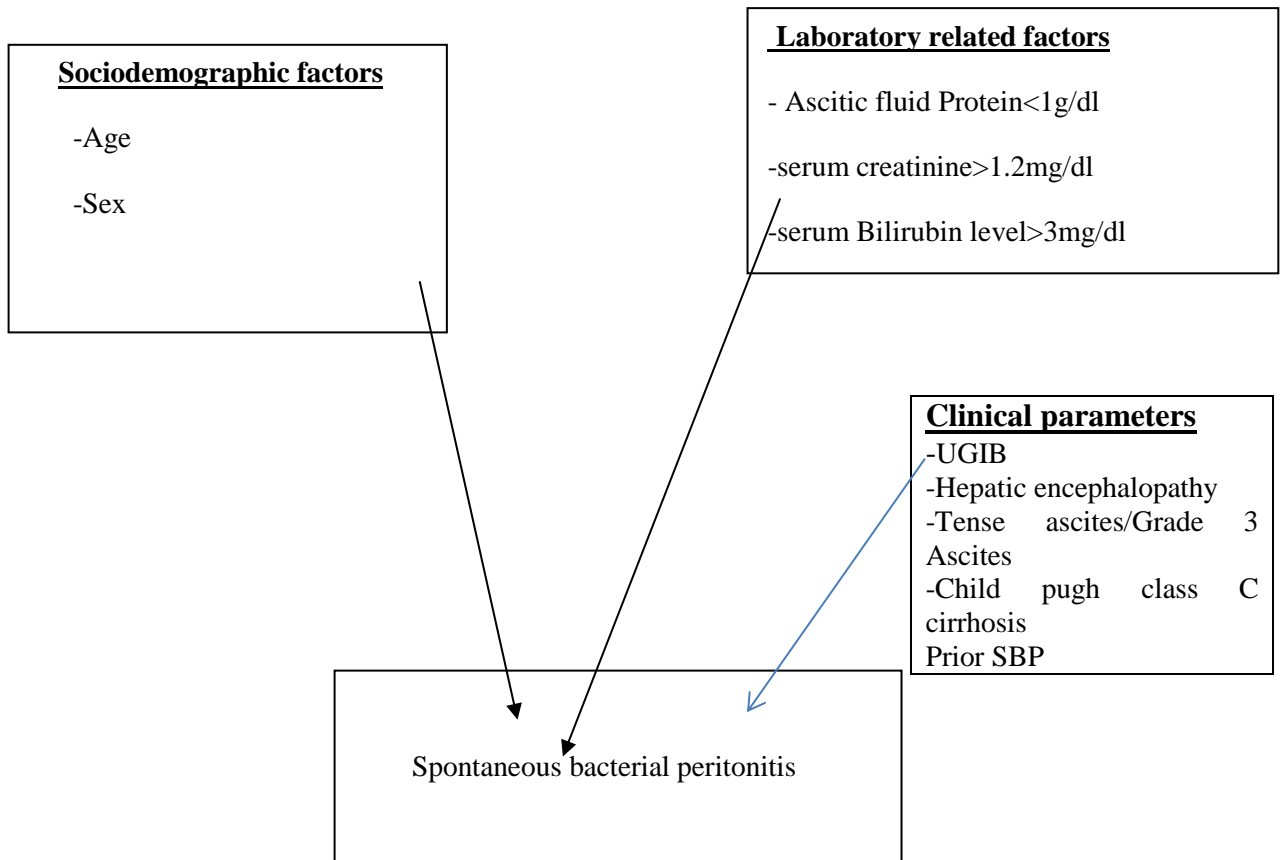 Sociodemographic factors
-Age
-Sex
Laboratory related factors
- Ascitic fluid Protein<1g/dl
-serum creatinine>1.2mg/dl
-serum Bilirubin level>3mg/dl
Clinical parameters
-UGIB
-Hepatic encephalopathy
-Tense ascites/Grade 3
Ascites
-Child pugh class C
cirrhosis
Prior SBP
Spontaneous bacterial peritonitis